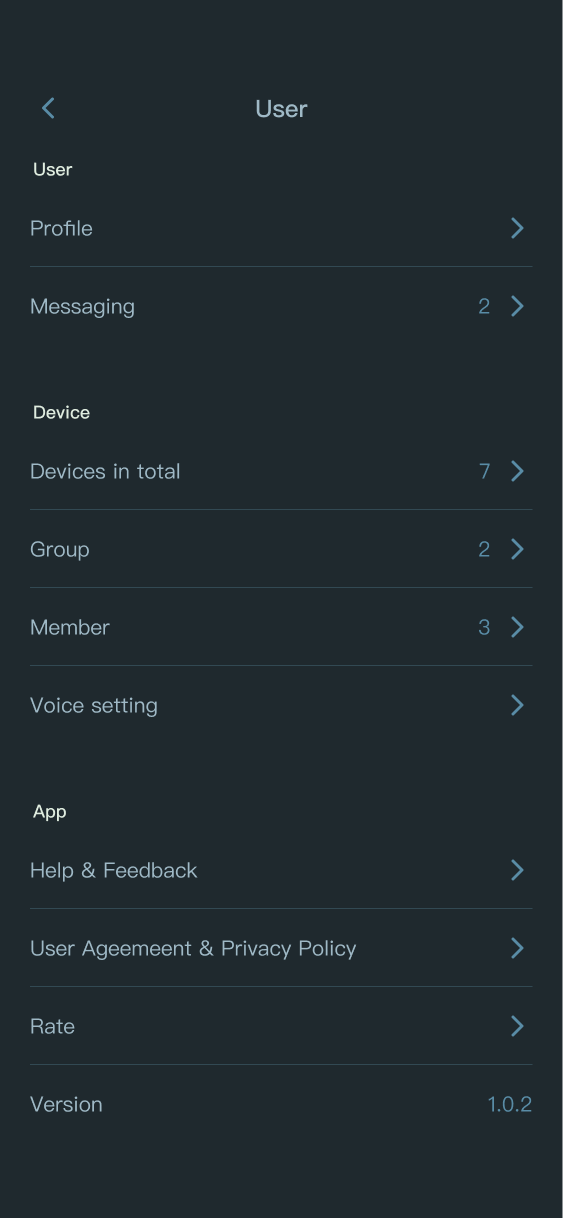 User
User
Profile
Messaging 2
Device
Devices in total 7
Group 2
Member 3
Voice setting
App
Help & Feedback
User Ageemeent & Privacy Policy
Rate
Version 1.0.2